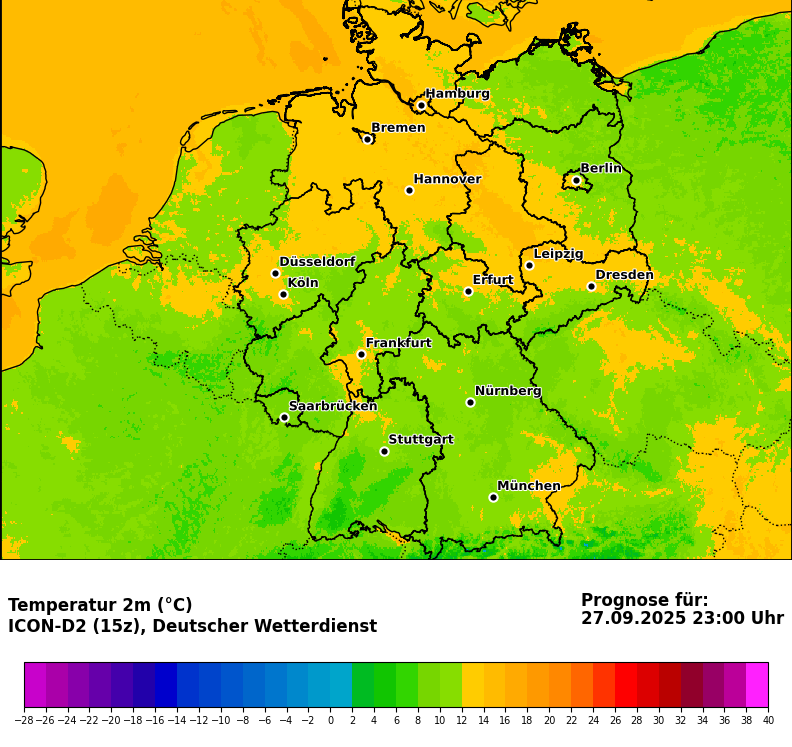 Hamburg
Bremen
Berlin
Hannover
Düsseldorf
Leipzig
Köln
Erfurt
Dresden
Frankfurt
Nürnberg
Saarbrücken
Stuttgart
München
Temperatur 2m (°C)
ICON-D2 (15z), Deutscher Wetterdienst
Prognose für:
27.09.2025 23:00 Uhr
−28 −26 −24 −22 −20 −18 −16 −14 −12 −10 −8 −6 −4 −2 0 2 4 6 8 10 12 14 16 18 20 22 24 26 28 30 32 34 36 38 40